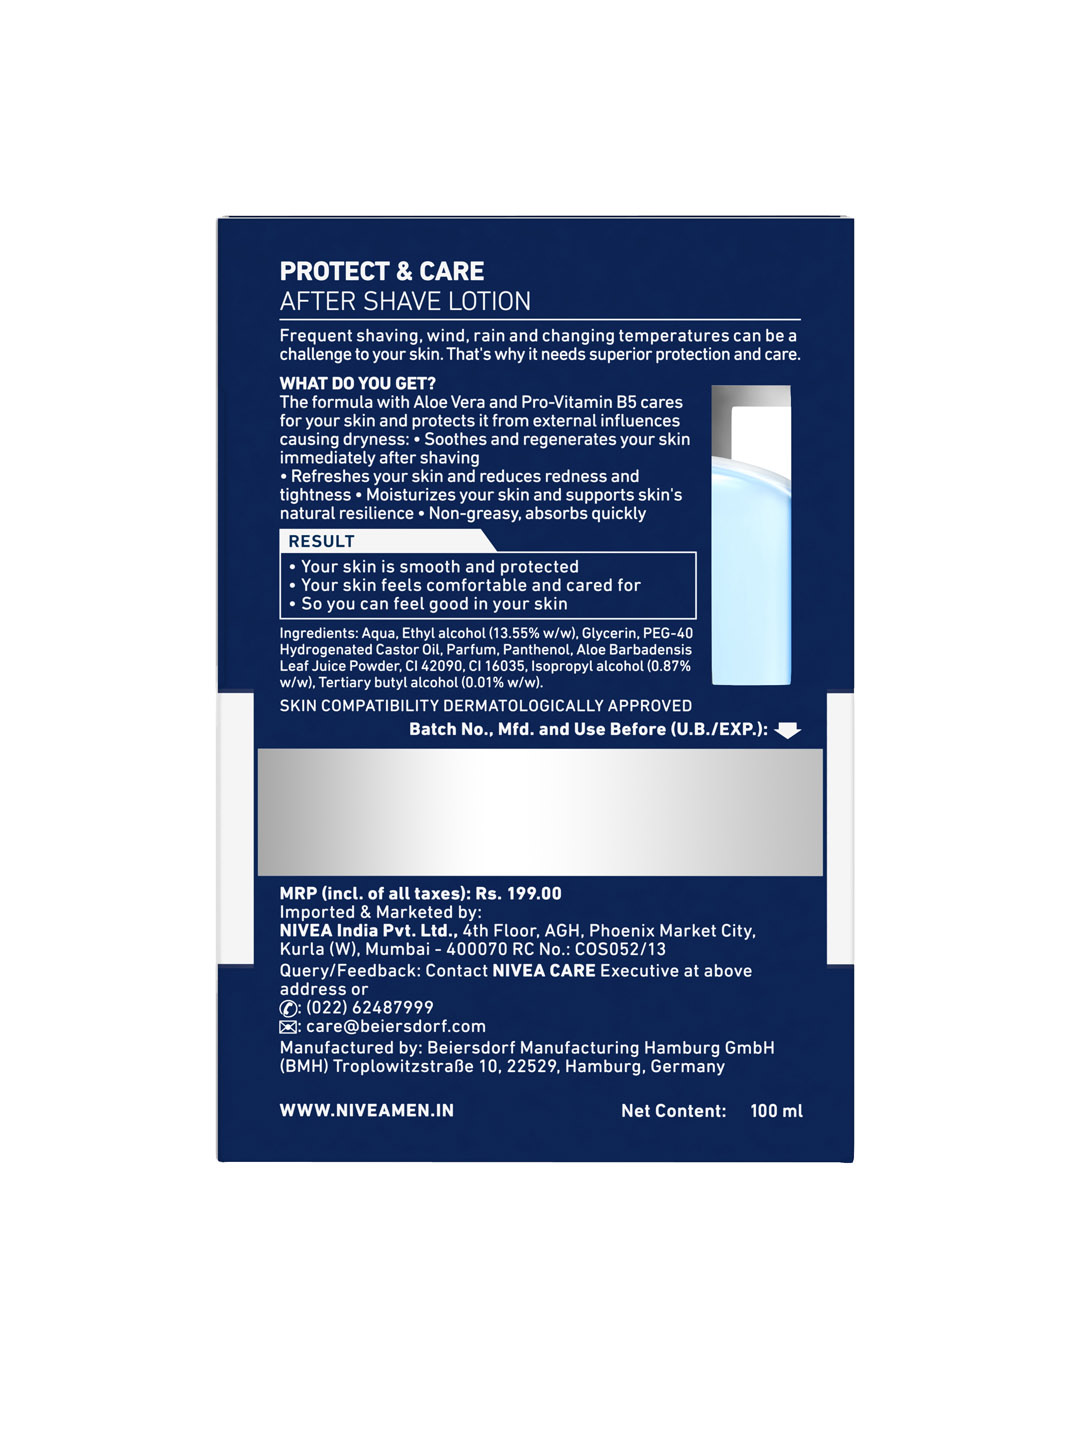 PROTECT & CARE
AFTER SHAVE LOTION
Frequent shaving, wind, rain and changing temperatures can be a
challenge to your skin. That's why it needs superior protection and care.
WHAT DO YOU GET?
The formula with Aloe Vera and Pro-Vitamin B5 cares
for your skin and protects it from external influences
causing dryness: • Soothes and regenerates your skin
immediately after shaving
• Refreshes your skin and reduces redness and
tightness • Moisturizes your skin and supports skin's
natural resilience • Non-greasy, absorbs quickly
RESULT
• Your skin is smooth and protected
• Your skin feels comfortable and cared for
• So you can feel good in your skin
Ingredients: Aqua, Ethyl alcohol (13.55% w/w), Glycerin, PEG-40
Hydrogenated Castor Oil, Parfum, Panthenol, Aloe Barbadensis
Leaf Juice Powder, CI 42090, CI 16035, Isopropyl alcohol (0.87%
w/w), Tertiary butyl alcohol (0.01% w/w).
SKIN COMPATIBILITY DERMATOLOGICALLY APPROVED
Batch No., Mfd. and Use Before (U.B./EXP.):
MRP (incl. of all taxes): Rs. 199.00
Imported & Marketed by:
NIVEA India Pvt. Ltd., 4th Floor, AGH, Phoenix Market City,
Kurla (W), Mumbai - 400070 RC No.: COS052/13
Query/Feedback: Contact NIVEA CARE Executive at above
address or
: (022) 62487999
: care@beiersdorf.com
Manufactured by: Beiersdorf Manufacturing Hamburg GmbH
(BMH) Troplowitzstraße 10, 22529, Hamburg, Germany
WWW.NIVEAMEN.IN Net Content: 100 ml